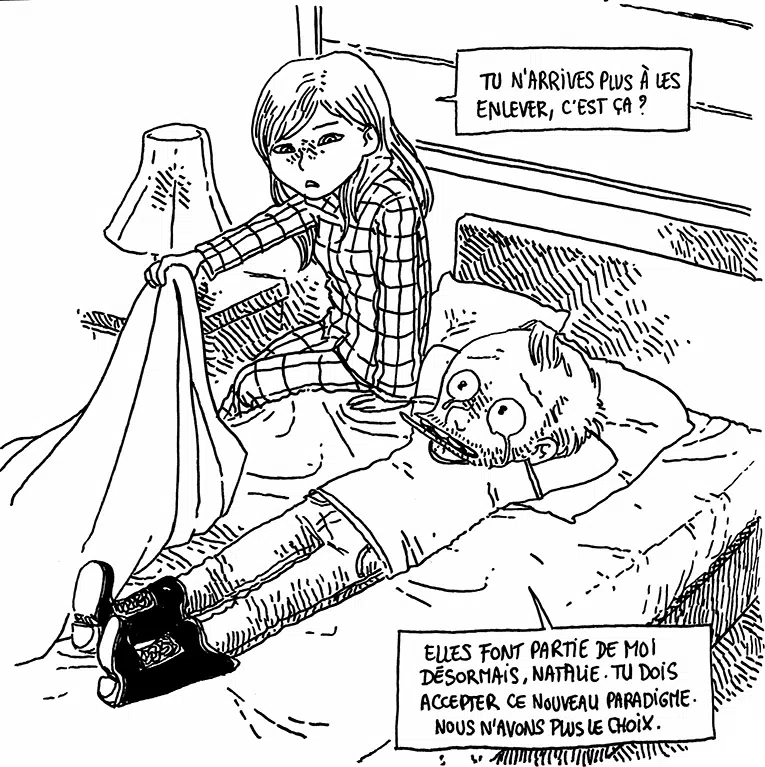 TU N'ARRIVES PLUS À LES
ENLEVER, C'EST ÇA ?
ELLES FONT PARTIE DE MOI
DÉSORMAIS, NATALIE. TU DOIS
ACCEPTER CE NOUVEAU PARADIGME.
NOUS N'AVONS PLUS LE CHOIX.